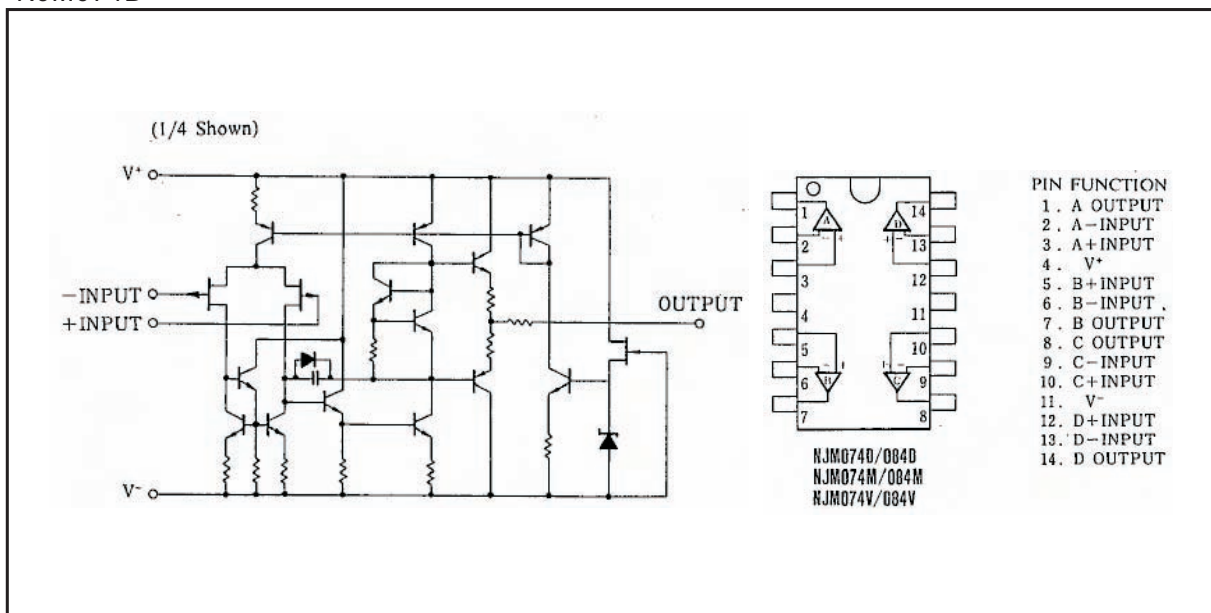 (1/4 Shown)
V+
−INPUT
+INPUT
OUTPUT
V−
1
2
3
4
5
6
7
14
13
12
11
10
9
8
A
D
B
C
NJM074D/084D
NJM074M/084M
NJM074V/084V
PIN FUNCTION
1. A OUTPUT
2. A−INPUT
3. A+INPUT
4. V+
5. B+INPUT
6. B−INPUT
7. B OUTPUT
8. C OUTPUT
9. C−INPUT
10. C+INPUT
11. V−
12. D+INPUT
13. D−INPUT
14. D OUTPUT